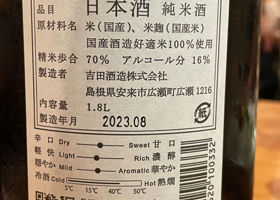 品目 日本酒 純米酒
原材料名 米(国産)、米麹(国産米)
国産酒造好適米100%使用
精米歩合 70% アルコール分 16%
製造者 吉田酒造株式会社
島根県安来市広瀬町広瀬1216
内容量 1.8L
製造年月 2023.08
辛口 Dry Sweet 甘口
軽快 Light Rich 濃醇
穏やか Mild Aromatic 華やか
冷酒 Cold Hot 熱燗
5℃ 15℃ 40℃ 50℃